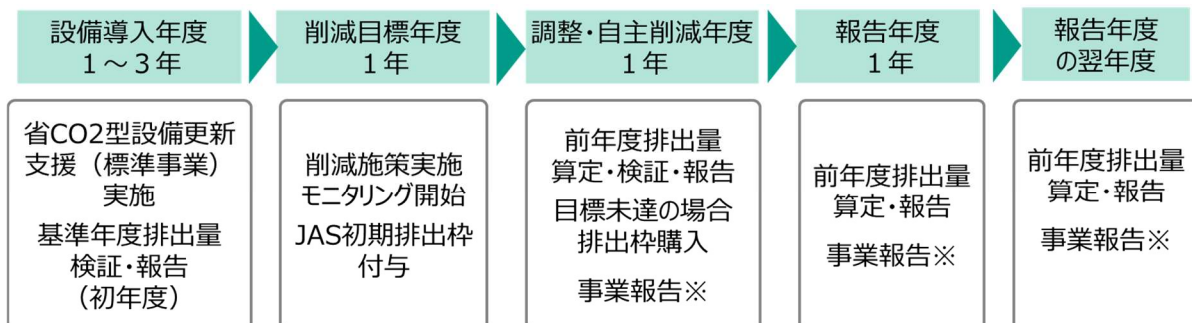 設備導入年度
1～3年
削減目標年度
1年
調整・自主削減年度
1年
報告年度
1年
報告年度
の翌年度
省CO2型設備更新
支援（標準事業）
実施
基準年度排出量
検証・報告
（初年度）
削減施策実施
モニタリング開始
JAS初期排出枠
付与
前年度排出量
算定・検証・報告
目標未達の場合
排出枠購入
事業報告※
前年度排出量
算定・報告
事業報告※
前年度排出量
算定・報告
事業報告※